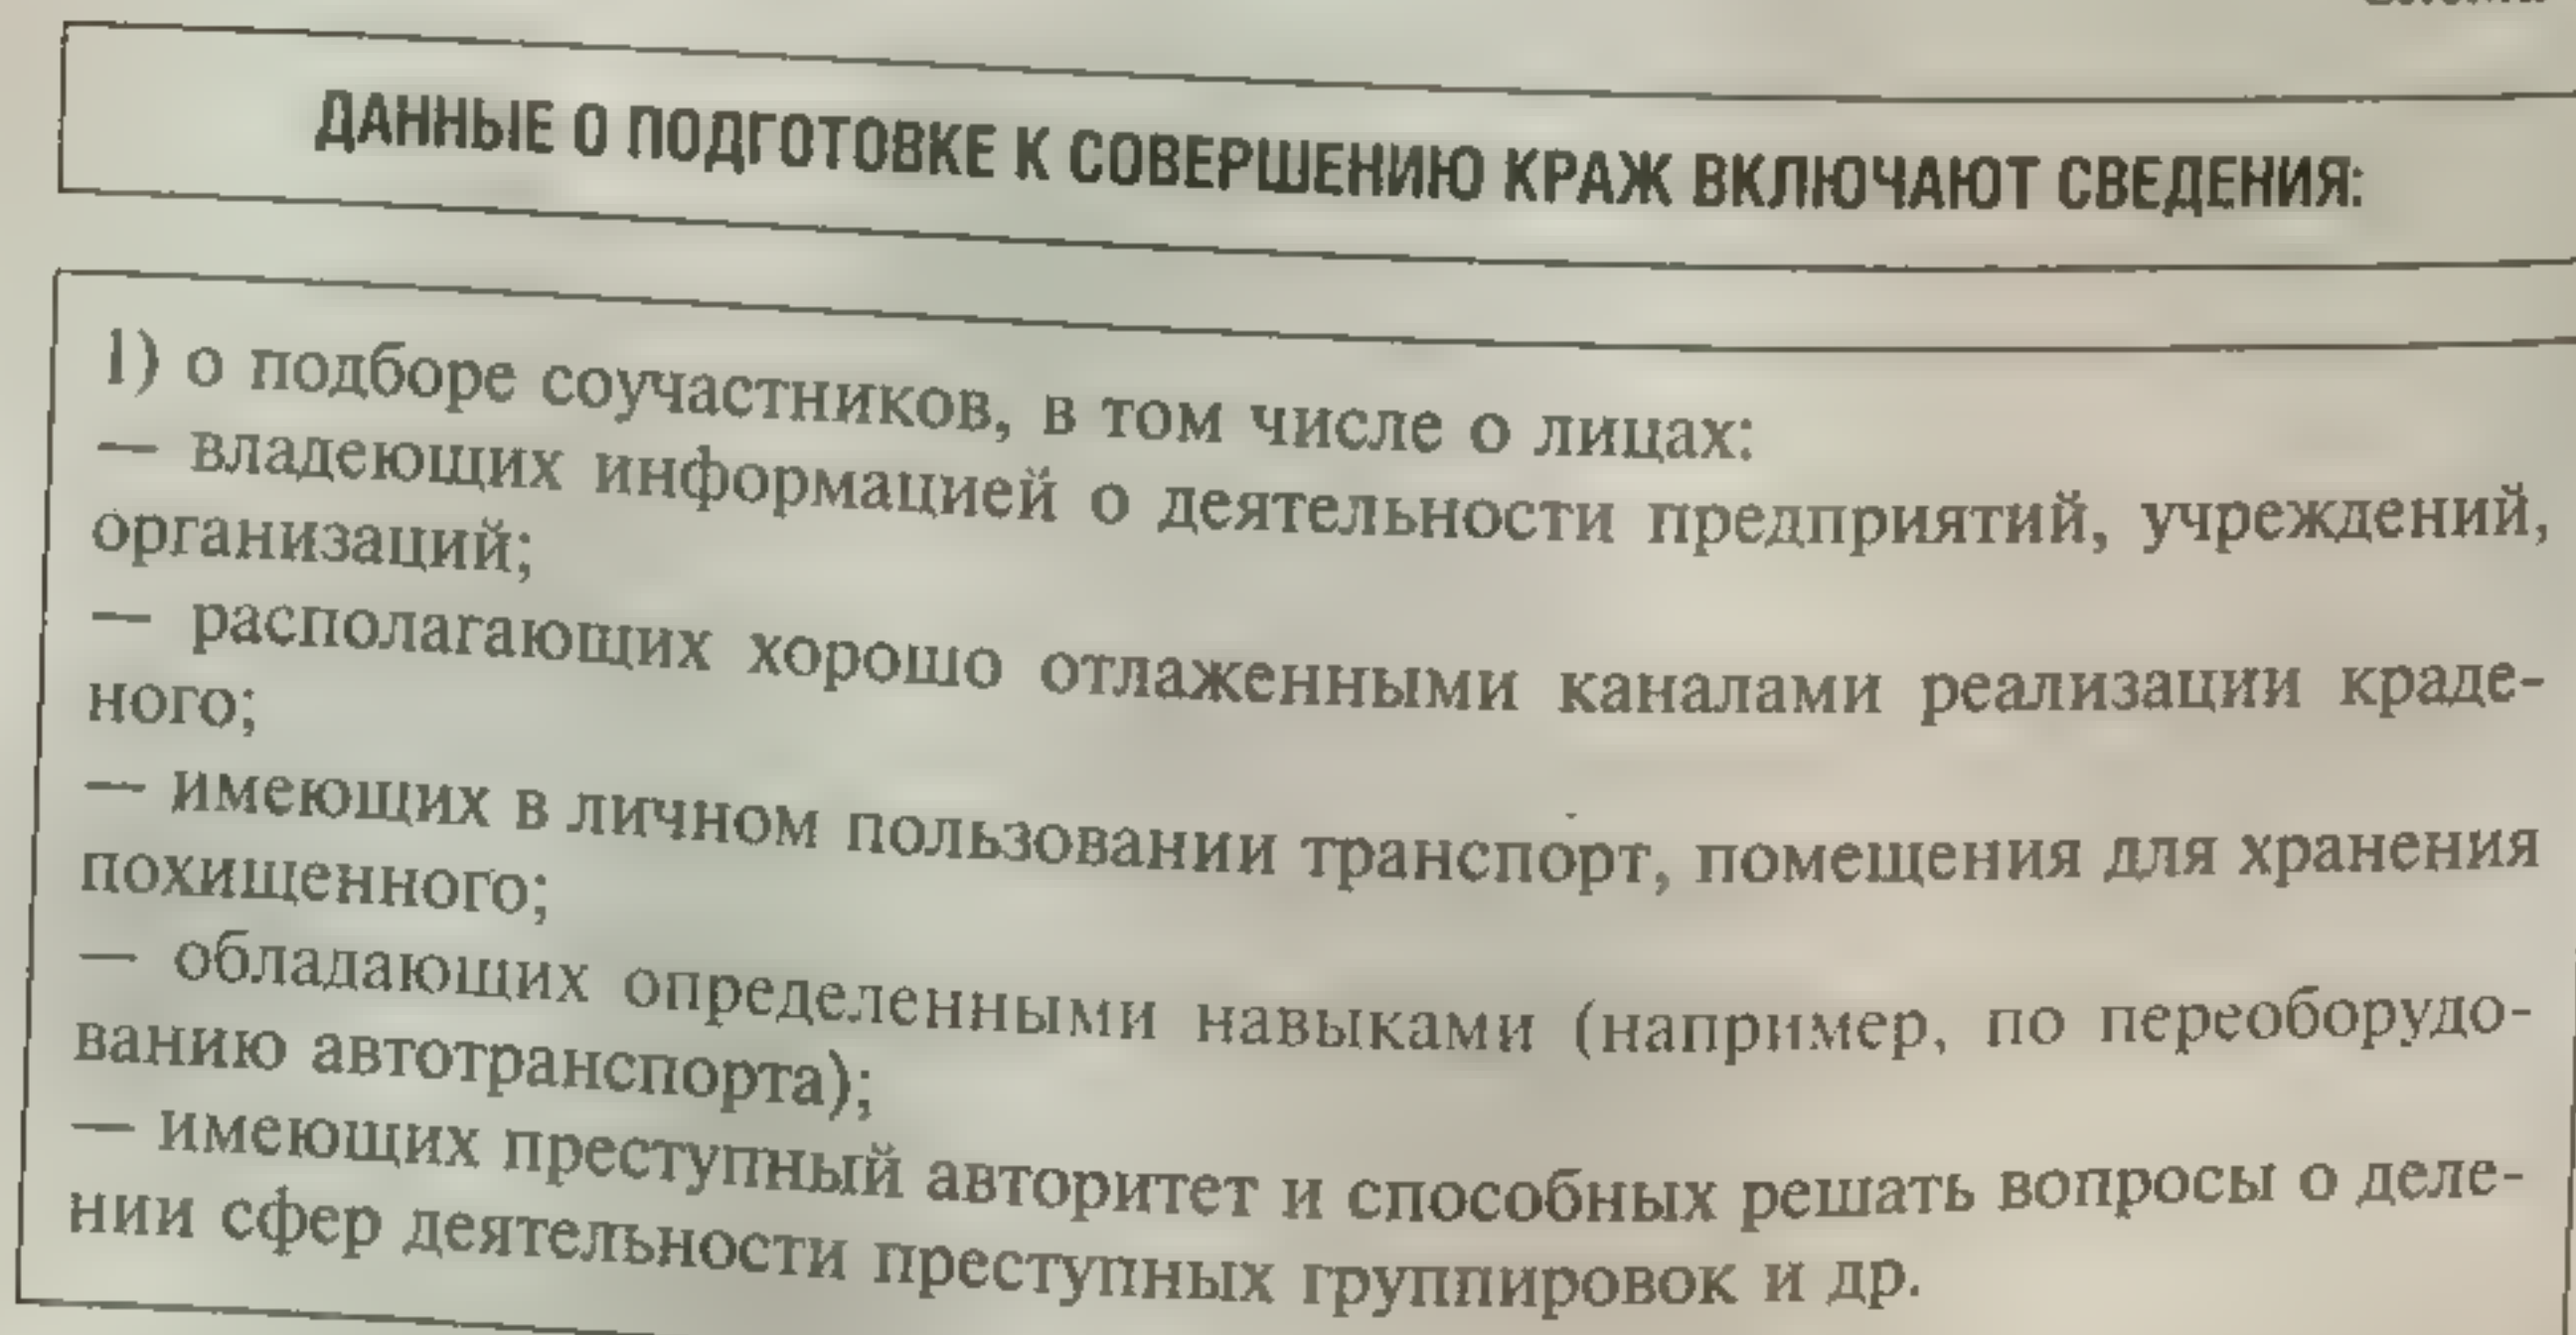 ДАННЫЕ О ПОДГОТОВКЕ К СОВЕРШЕНИЮ КРАЖ ВКЛЮЧАЮТ СВЕДЕНИЯ:
1) о подборе соучастников, в том числе о лицах:
— владеющих информацией о деятельности предприятий, учреждений,
организаций;
— располагающих хорошо отлаженными каналами реализации краде-
ного;
— имеющих в личном пользовании транспорт, помещения для хранения
похищенного;
— обладающих определенными навыками (например, по переоборудо-
ванию автотранспорта);
— имеющих преступный авторитет и способных решать вопросы о деле-
нии сфер деятельности преступных группировок и др.